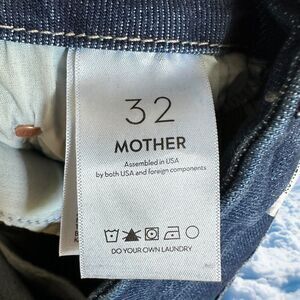 32
MOTHER
Assembled in USA
by both USA and foreign components
DO YOUR OWN LAUNDRY